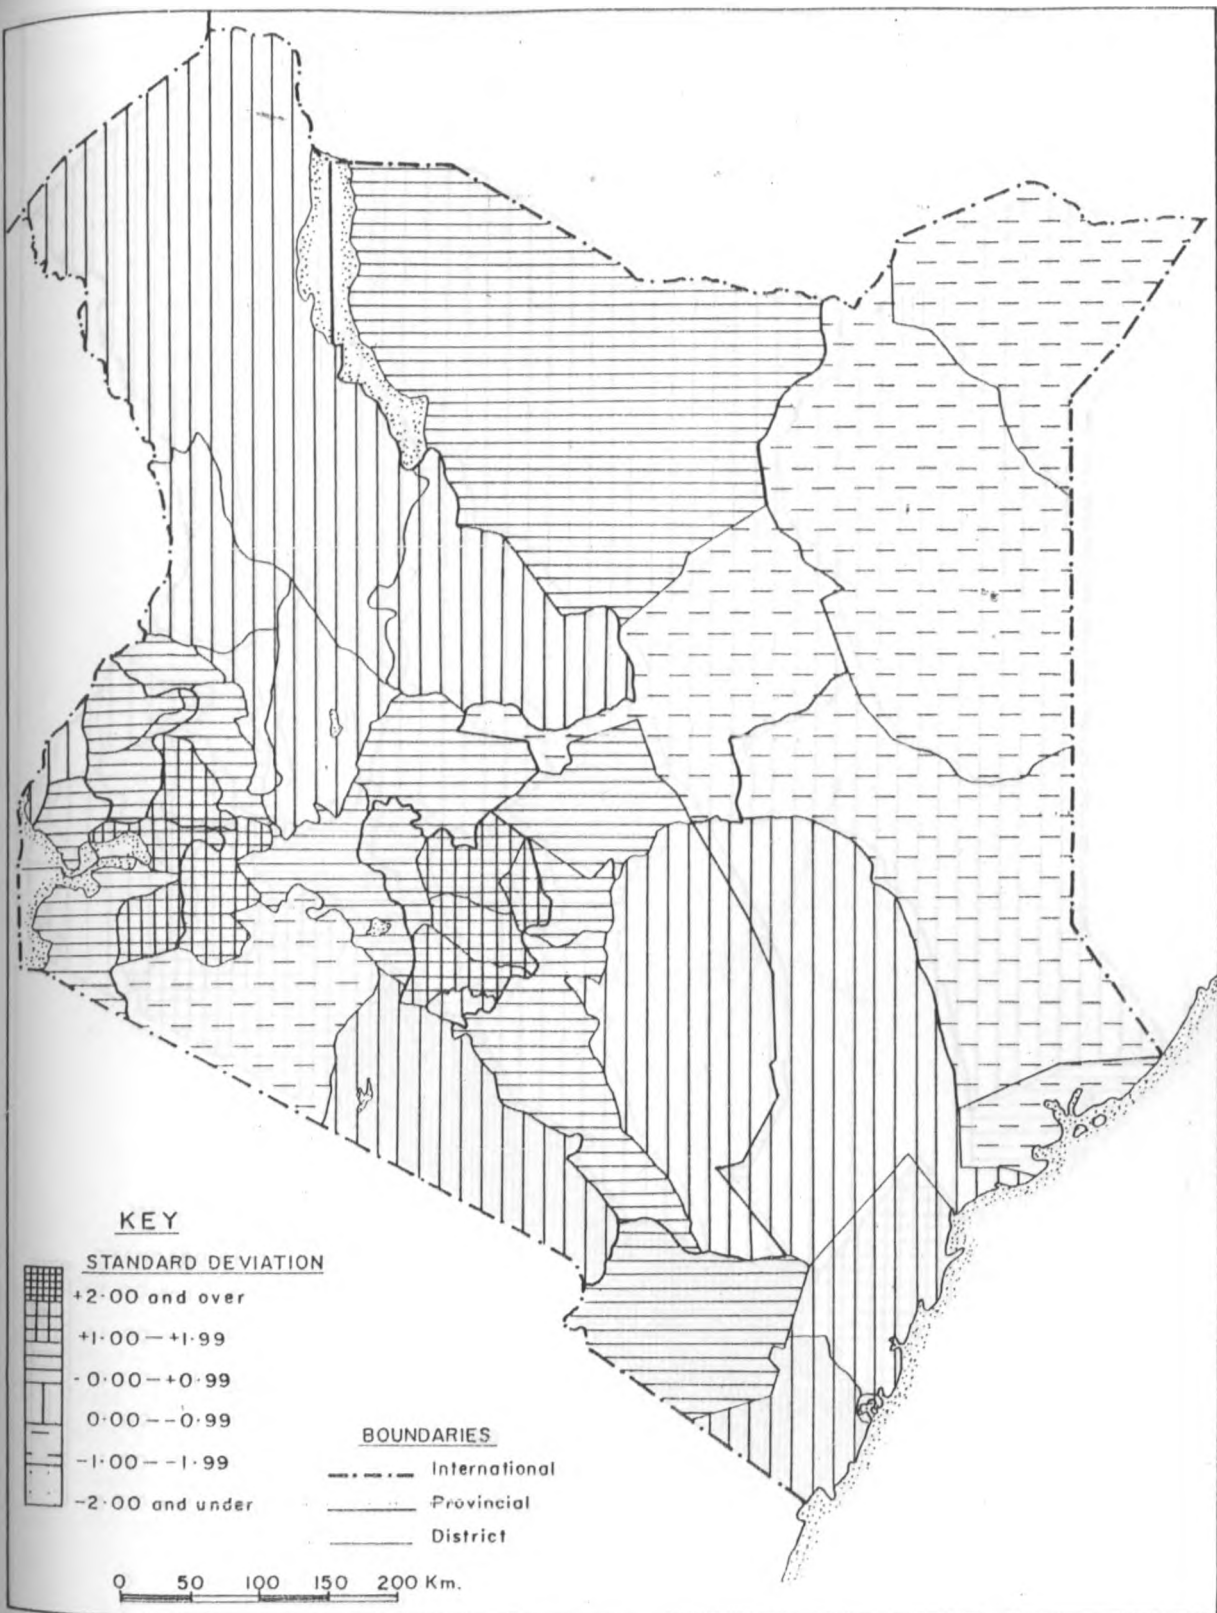 KEY
STANDARD DEVIATION
+2·00 and over
+1·00 — +1·99
-0·00 — +0·99
0·00 — -0·99
-1·00 — -1·99
-2·00 and under
BOUNDARIES
International
Provincial
District
0 50 100 150 200 Km.